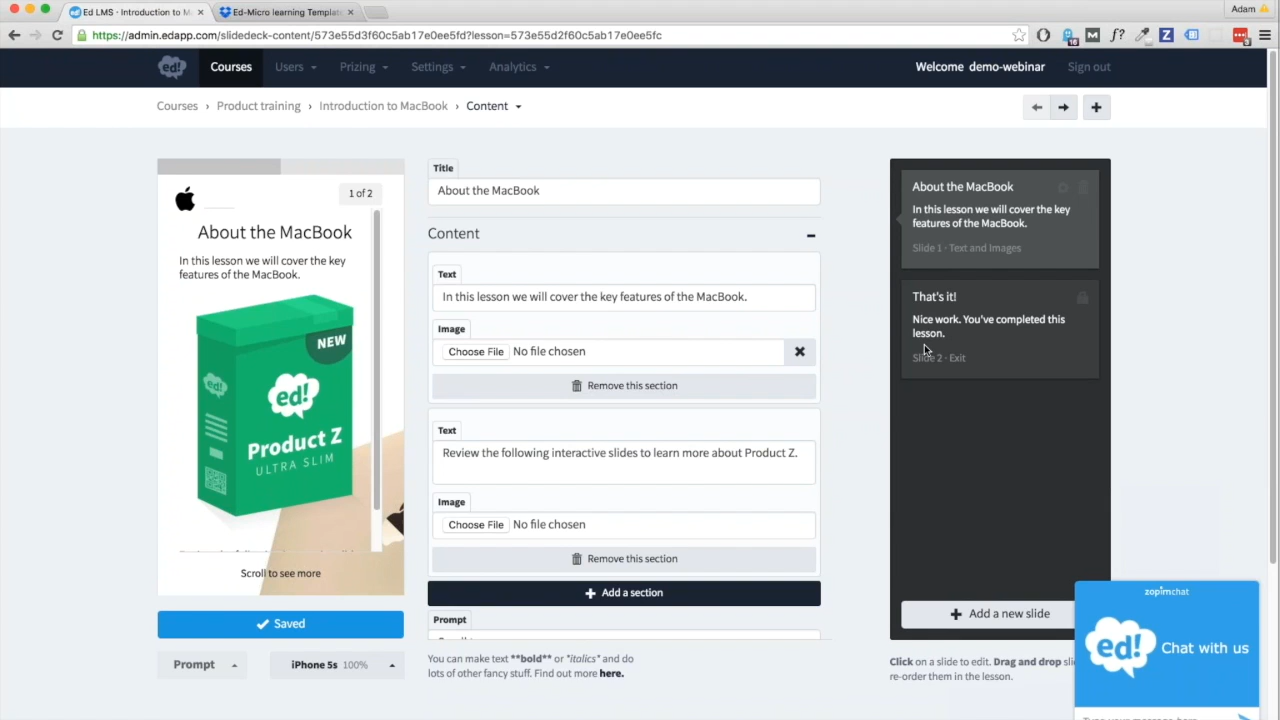 Ed LMS - Introduction to M
Ed-Micro learning Templat
Adam
https://admin.edapp.com/slidedeck-content/573e55d3f60c5ab17e0ee5fd?lesson=573e55d2f60c5ab17e0ee5fc
ed! Courses Users Prizing Settings Analytics Welcome demo-webinar Sign out
Courses › Product training › Introduction to MacBook › Content
1 of 2
About the MacBook
In this lesson we will cover the key
features of the MacBook.
NEW
ed!
ed!
Product Z
ULTRA SLIM
Scroll to see more
Saved
Prompt iPhone 5s 100%
Title
About the MacBook
Content
Text
In this lesson we will cover the key features of the MacBook.
Image
Choose File No file chosen
Remove this section
Text
Review the following interactive slides to learn more about Product Z.
Image
Choose File No file chosen
Remove this section
Add a section
Prompt
You can make text **bold** or *italics* and do
lots of other fancy stuff. Find out more here.
About the MacBook
In this lesson we will cover the key
features of the MacBook.
Slide 1 · Text and Images
That's it!
Nice work. You've completed this
lesson.
Slide 2 · Exit
Add a new slide
Click on a slide to edit. Drag and drop
re-order them in the lesson.
zopim chat
ed! Chat with us